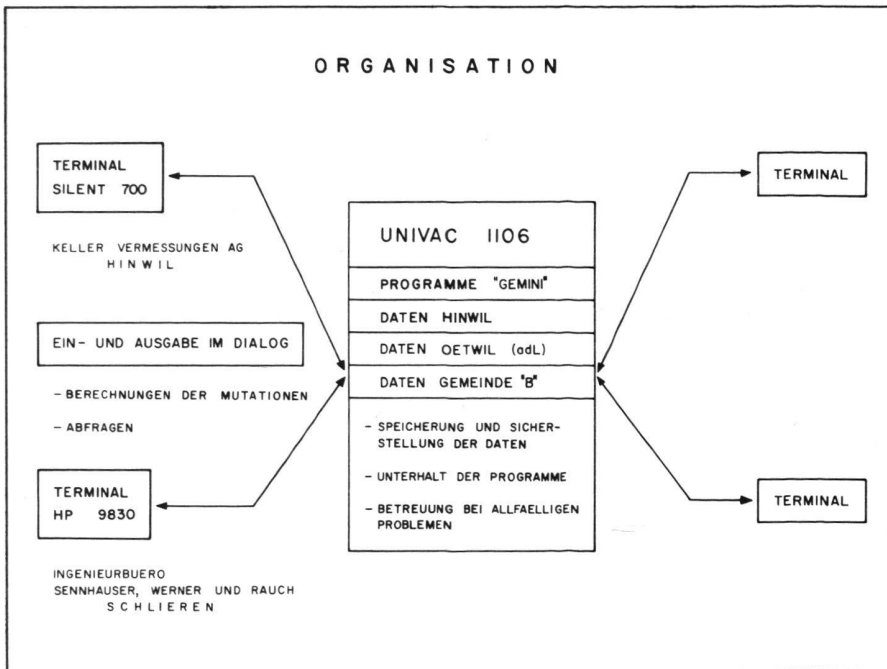 ORGANISATION
TERMINAL
SILENT 700
KELLER VERMESSUNGEN AG
HINWIL
EIN- UND AUSGABE IM DIALOG
- BERECHNUNGEN DER MUTATIONEN
- ABFRAGEN
TERMINAL
HP 9830
INGENIEURBUERO
SENNHAUSER, WERNER UND RAUCH
SCHLIEREN
UNIVAC 1106
PROGRAMME "GEMINI"
DATEN HINWIL
DATEN OETWIL (adL)
DATEN GEMEINDE "B"
- SPEICHERUNG UND SICHER-
STELLUNG DER DATEN
- UNTERHALT DER PROGRAMME
- BETREUUNG BEI ALLFAELLIGEN
PROBLEMEN
TERMINAL
TERMINAL